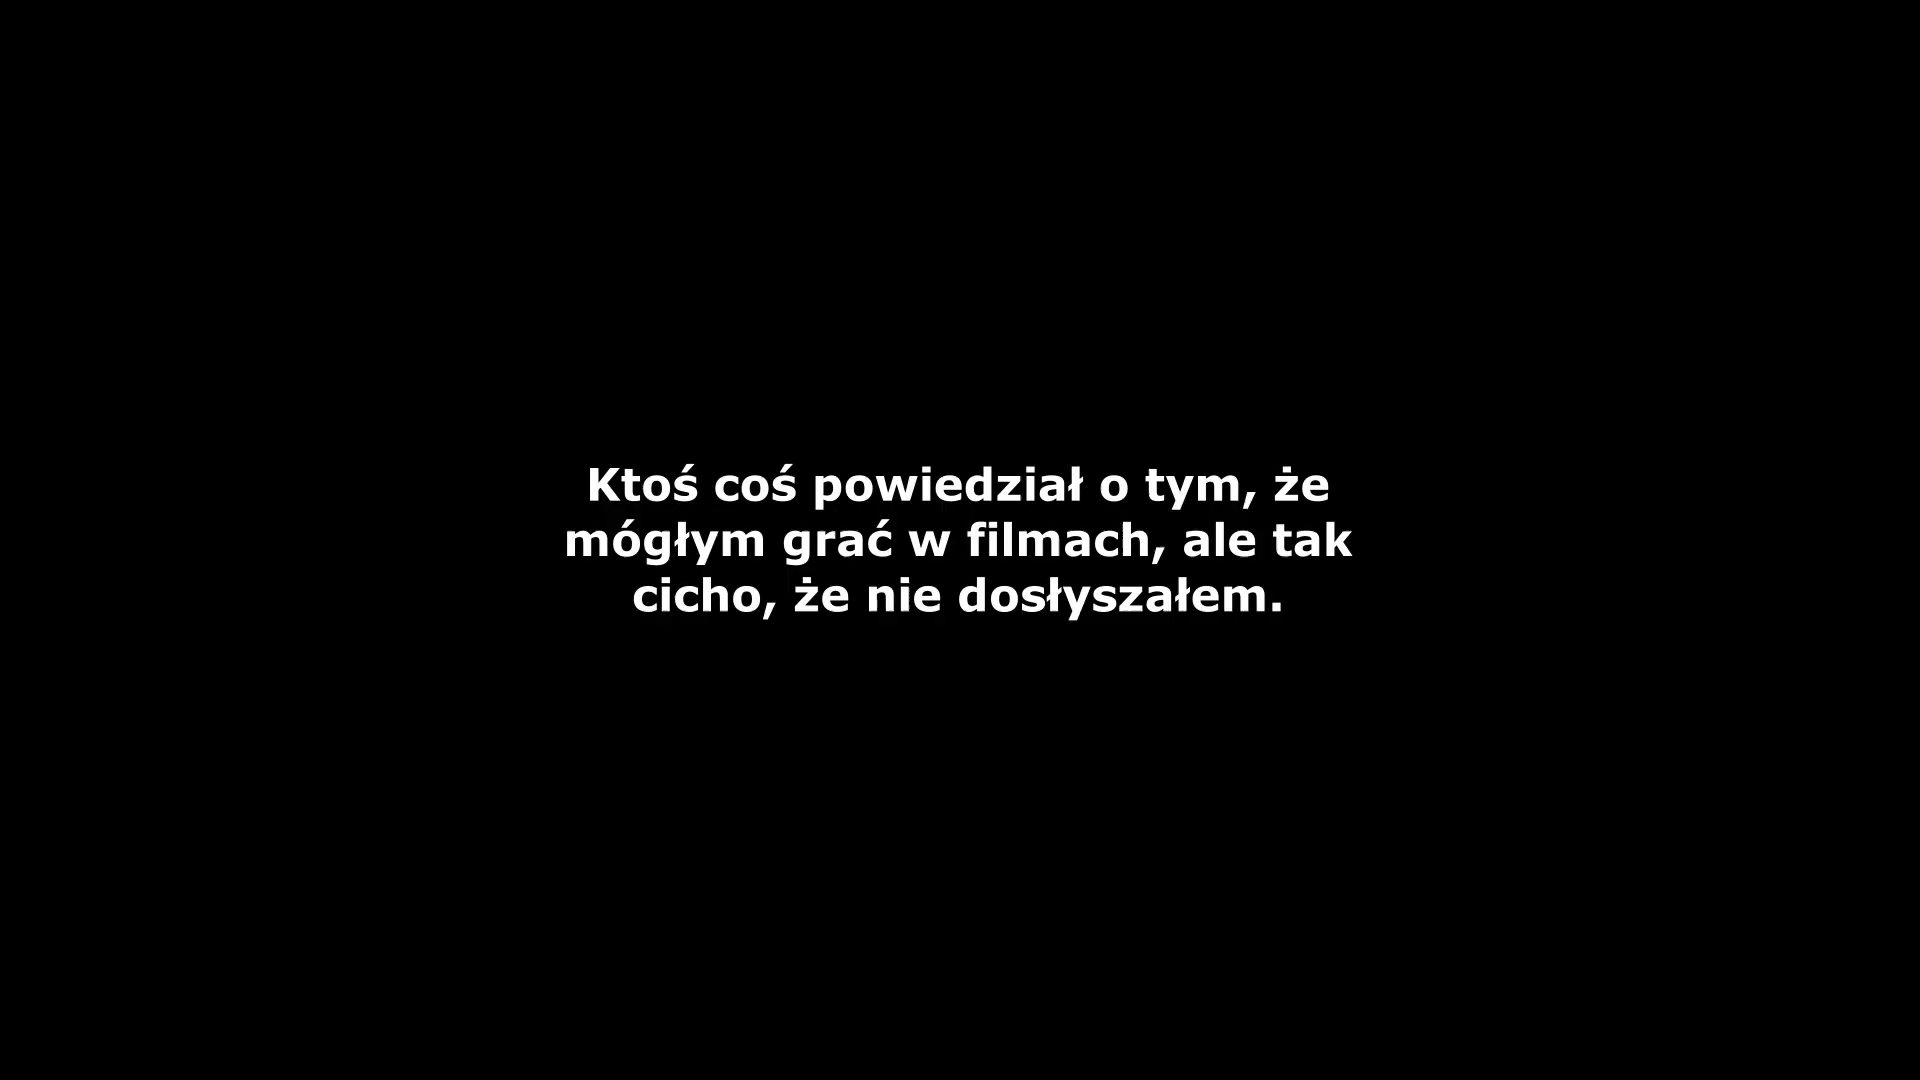 Ktoś coś powiedział o tym, że
mógłym grać w filmach, ale tak
cicho, że nie dosłyszałem.